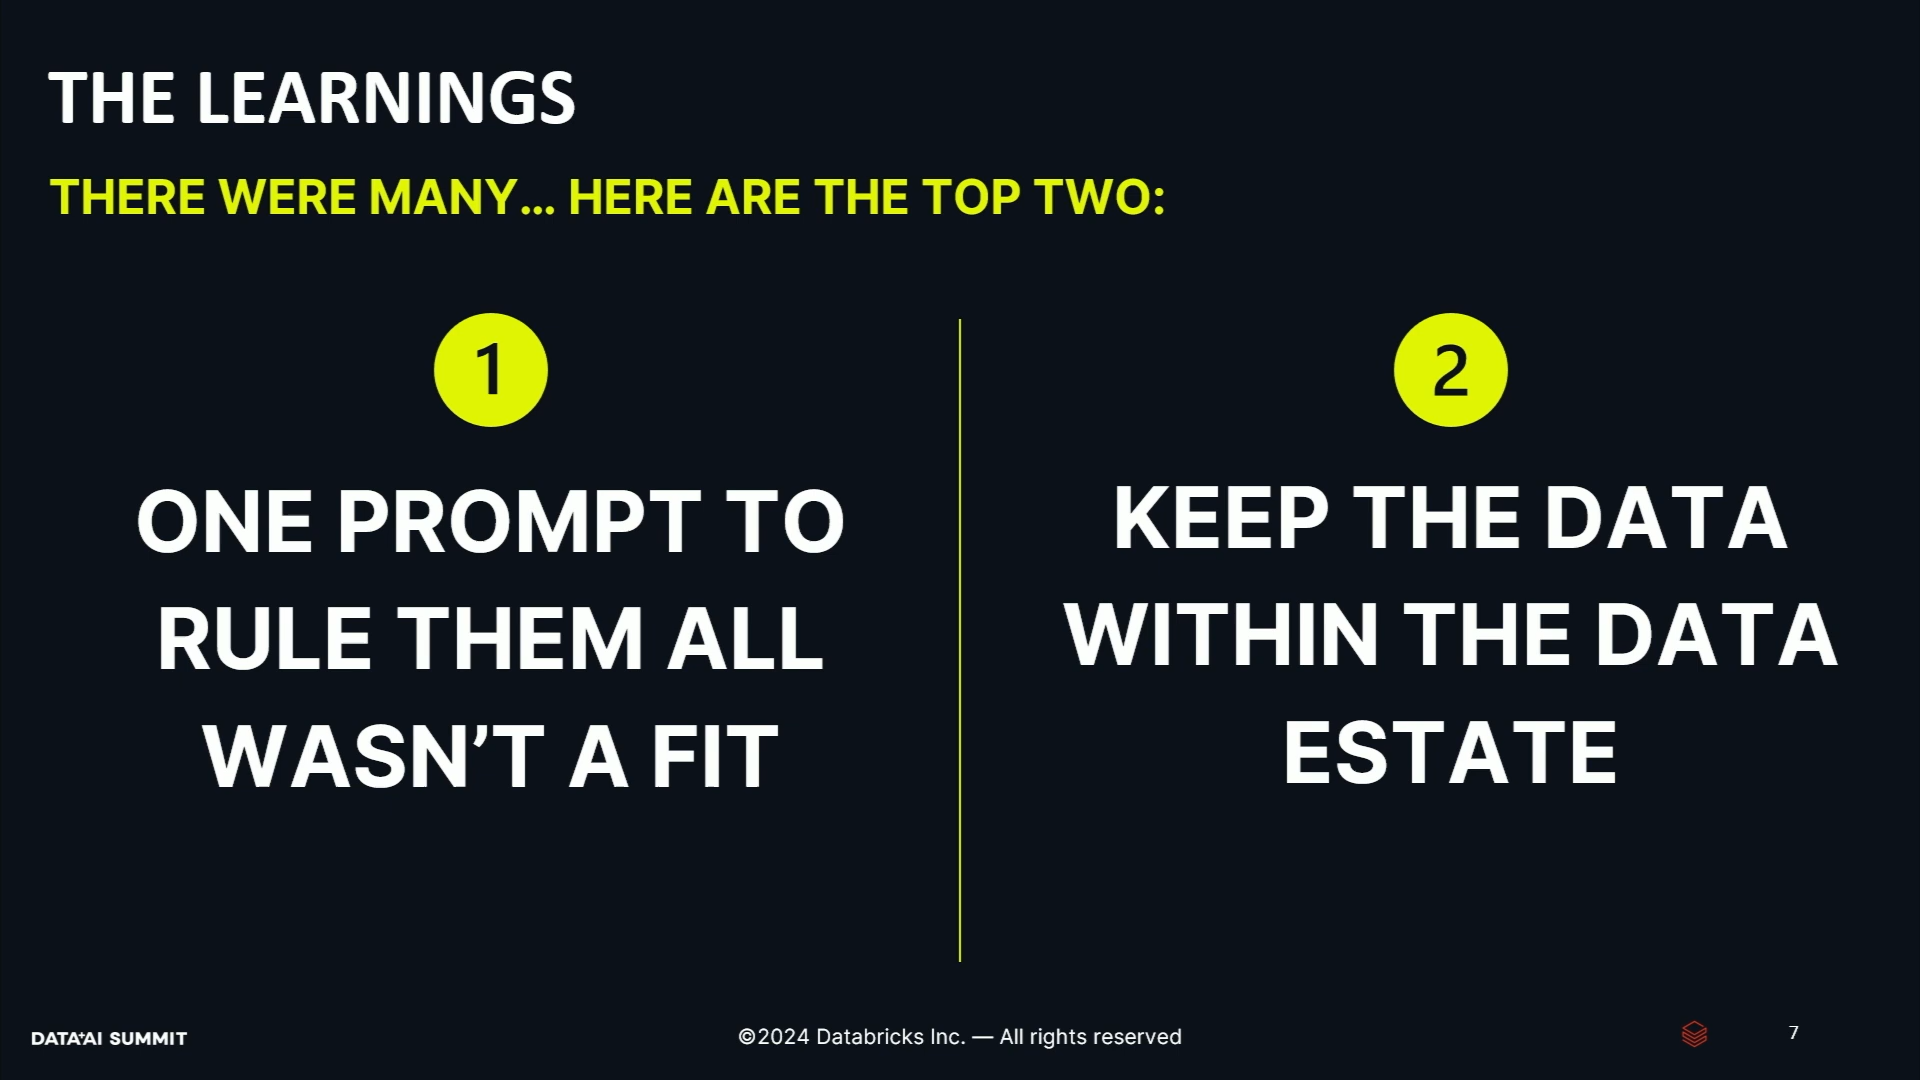 THE LEARNINGS
THERE WERE MANY... HERE ARE THE TOP TWO:
1
ONE PROMPT TO
RULE THEM ALL
WASN’T A FIT
2
KEEP THE DATA
WITHIN THE DATA
ESTATE
DATA+AI SUMMIT
©2024 Databricks Inc. — All rights reserved
7